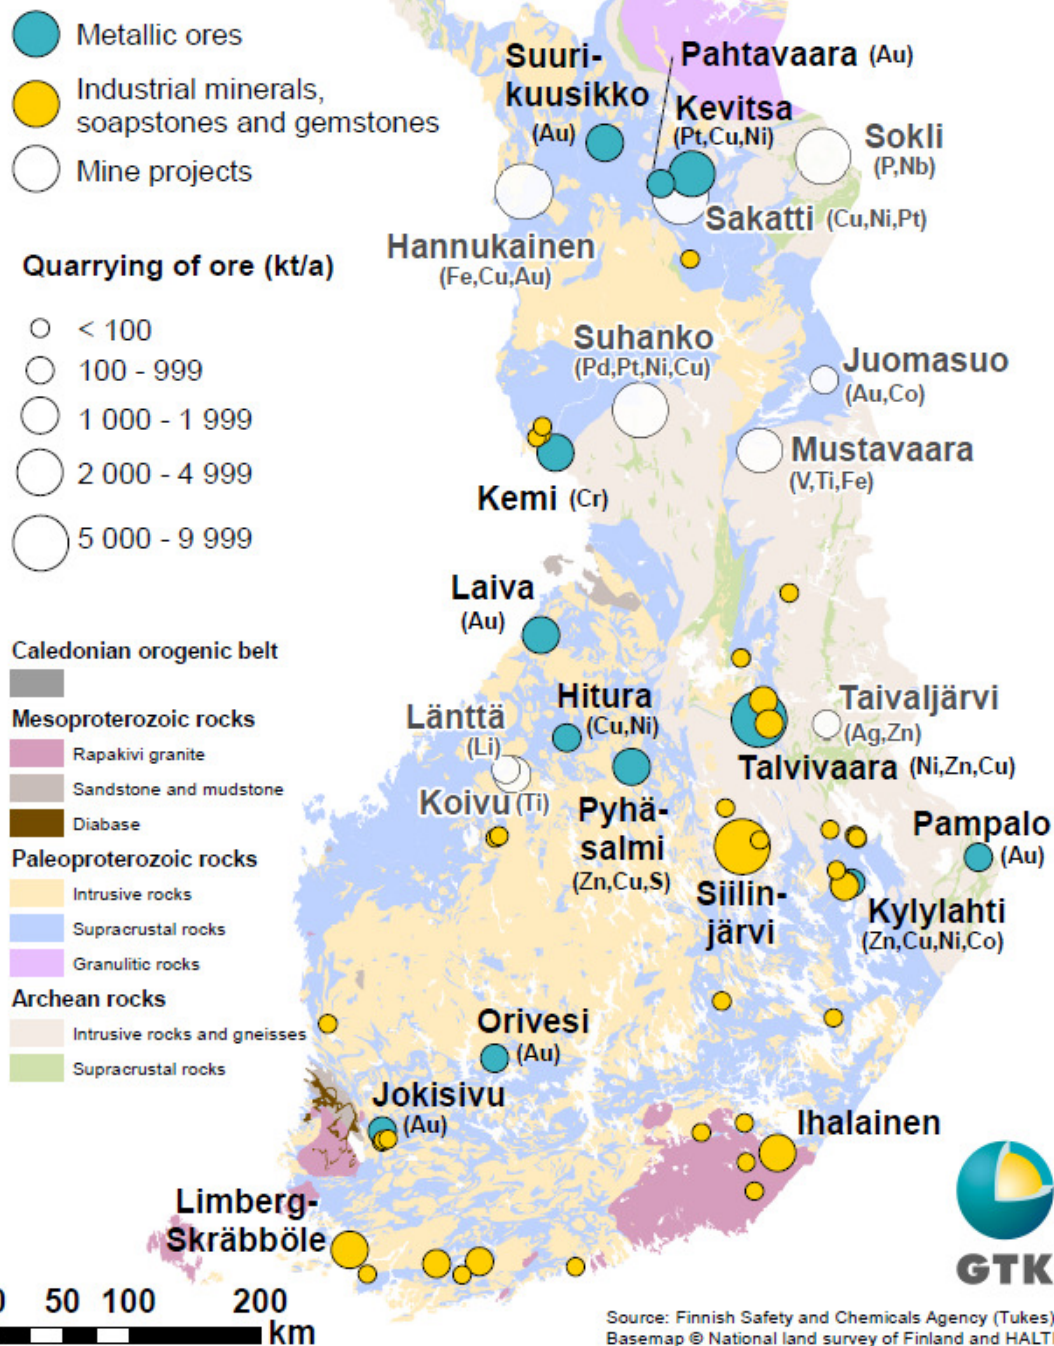 Metallic ores
Industrial minerals,
soapstones and gemstones
Mine projects
Quarrying of ore (kt/a)
< 100
100 - 999
1 000 - 1 999
2 000 - 4 999
5 000 - 9 999
Caledonian orogenic belt
Mesoproterozoic rocks
Rapakivi granite
Sandstone and mudstone
Diabase
Paleoproterozoic rocks
Intrusive rocks
Supracrustal rocks
Granulitic rocks
Archean rocks
Intrusive rocks and gneisses
Supracrustal rocks
Suuri-
kuusikko
(Au)
Pahtavaara (Au)
Kevitsa
(Pt,Cu,Ni)
Sokli
(P,Nb)
Sakatti (Cu,Ni,Pt)
Hannukainen
(Fe,Cu,Au)
Suhanko
(Pd,Pt,Ni,Cu)
Juomasuo
(Au,Co)
Mustavaara
(V,Ti,Fe)
Kemi (Cr)
Laiva
(Au)
Hitura
(Cu,Ni)
Länttä
(Li)
Koivu (Ti)
Taivaljärvi
(Ag,Zn)
Talvivaara (Ni,Zn,Cu)
Pyhä-
salmi
(Zn,Cu,S)
Siilin-
järvi
Pampalo
(Au)
Kylylahti
(Zn,Cu,Ni,Co)
Orivesi
(Au)
Jokisivu
(Au)
Ihalainen
Limberg-
Skräbböle
0 50 100 200
km
GTK
Source: Finnish Safety and Chemicals Agency (Tukes)
Basemap © National land survey of Finland and HALTI